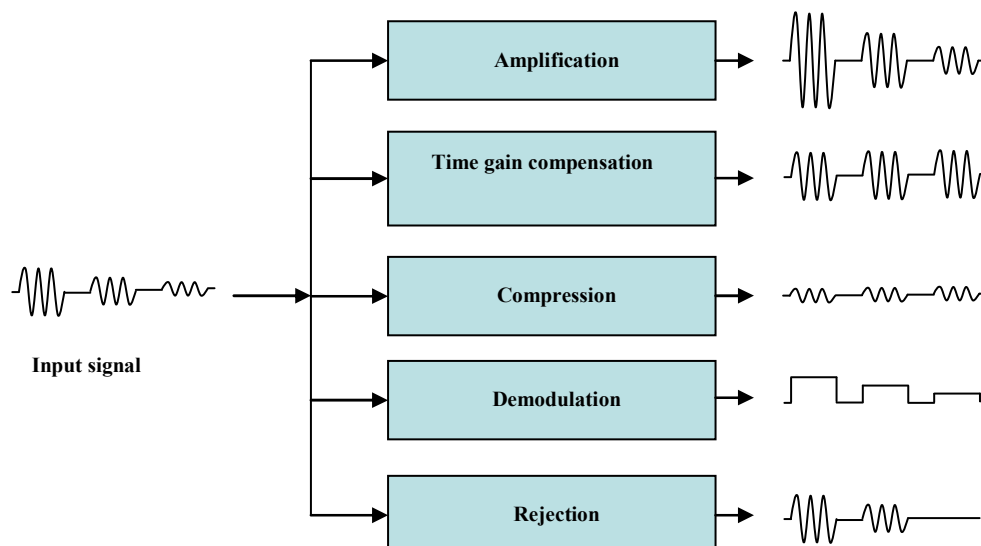 Amplification
Time gain compensation
Compression
Input signal
Demodulation
Rejection